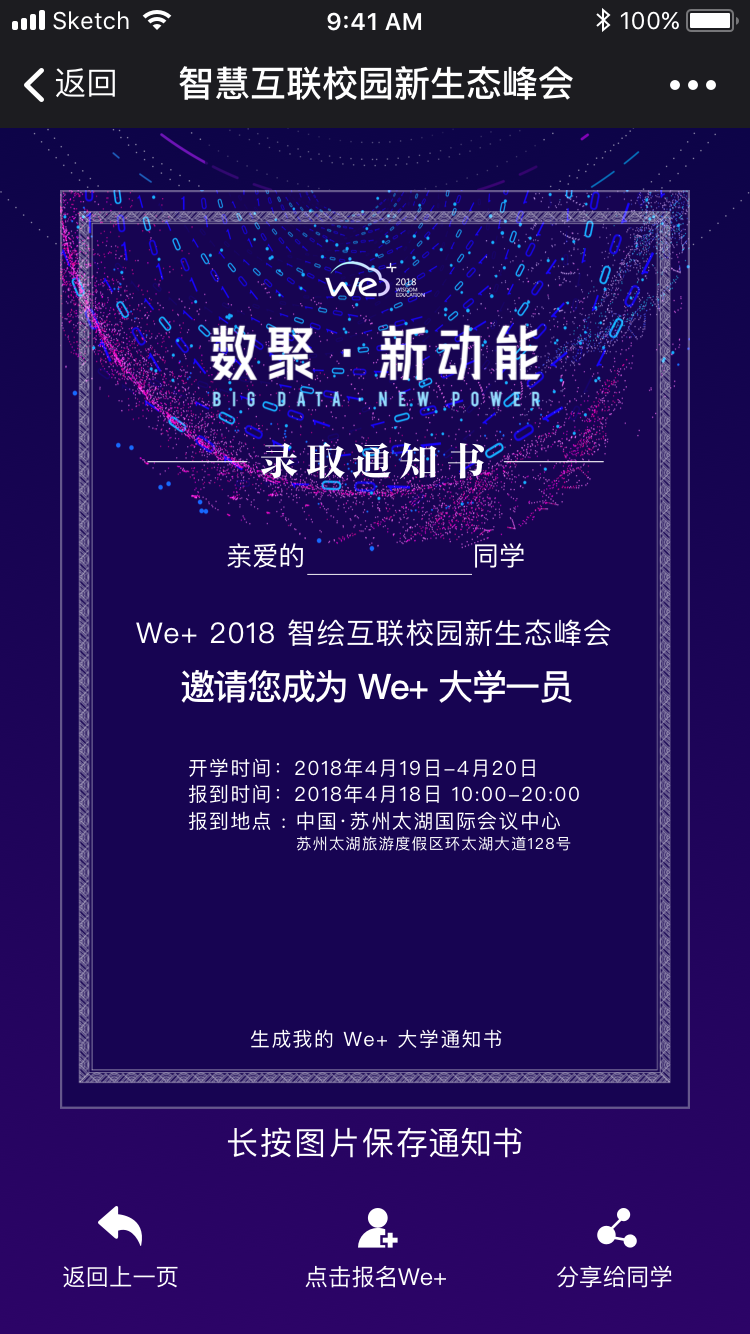 Sketch 9:41 AM 100%
返回 智慧互联校园新生态峰会
We+ 2018
WISDOM
EDUCATION
数聚·新动能
BIG DATA · NEW POWER
录取通知书
亲爱的 同学
We+ 2018 智绘互联校园新生态峰会
邀请您成为 We+ 大学一员
开学时间：2018年4月19日-4月20日
报到时间：2018年4月18日 10:00-20:00
报到地点：中国·苏州太湖国际会议中心
苏州太湖旅游度假区环太湖大道128号
生成我的 We+ 大学通知书
长按图片保存通知书
返回上一页 点击报名We+ 分享给同学